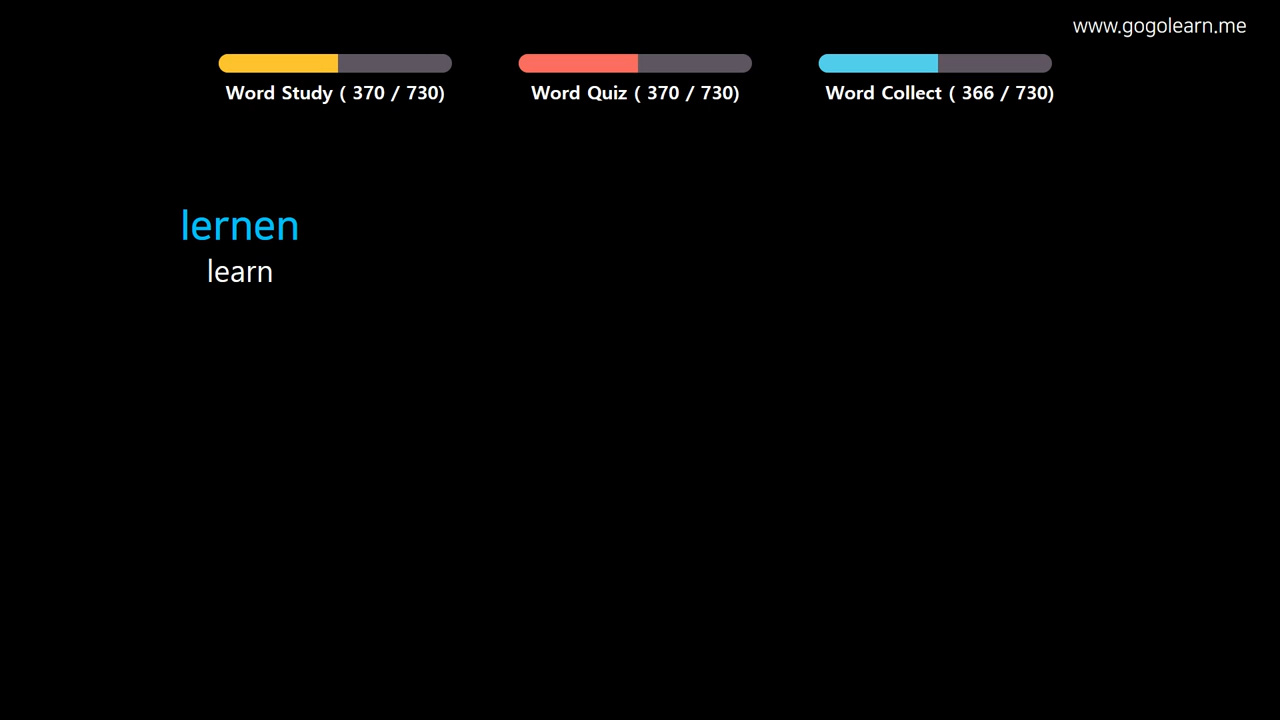 www.gogolearn.me
Word Study ( 370 / 730)
Word Quiz ( 370 / 730)
Word Collect ( 366 / 730)
lernen
learn